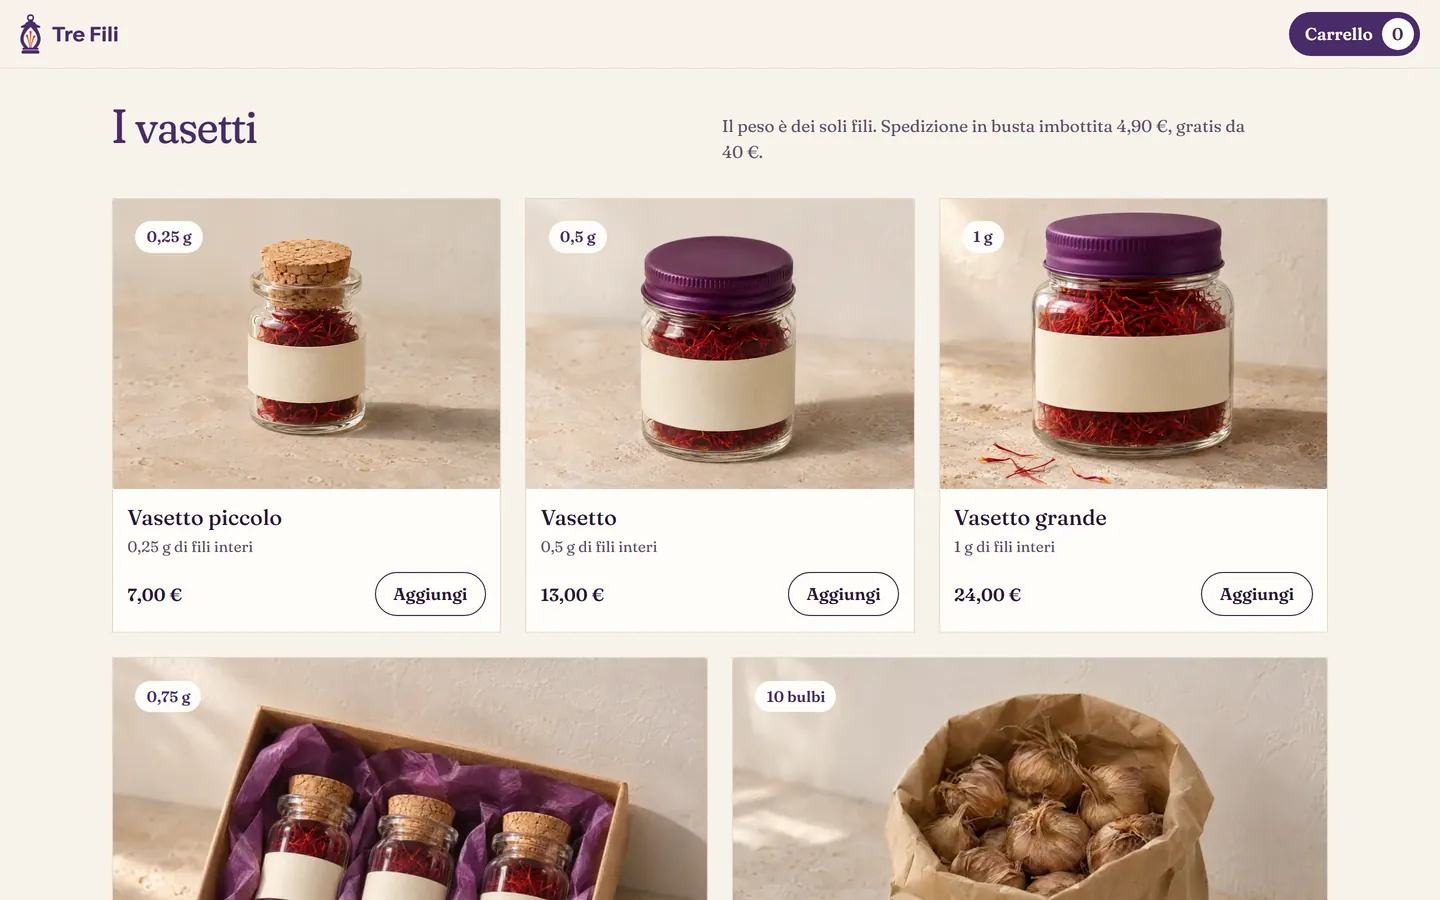 Tre Fili
Carrello 0
I vasetti
Il peso è dei soli fili. Spedizione in busta imbottita 4,90 €, gratis da
40 €.
0,25 g
0,5 g
1 g
Vasetto piccolo
0,25 g di fili interi
7,00 €
Aggiungi
Vasetto
0,5 g di fili interi
13,00 €
Aggiungi
Vasetto grande
1 g di fili interi
24,00 €
Aggiungi
0,75 g
10 bulbi